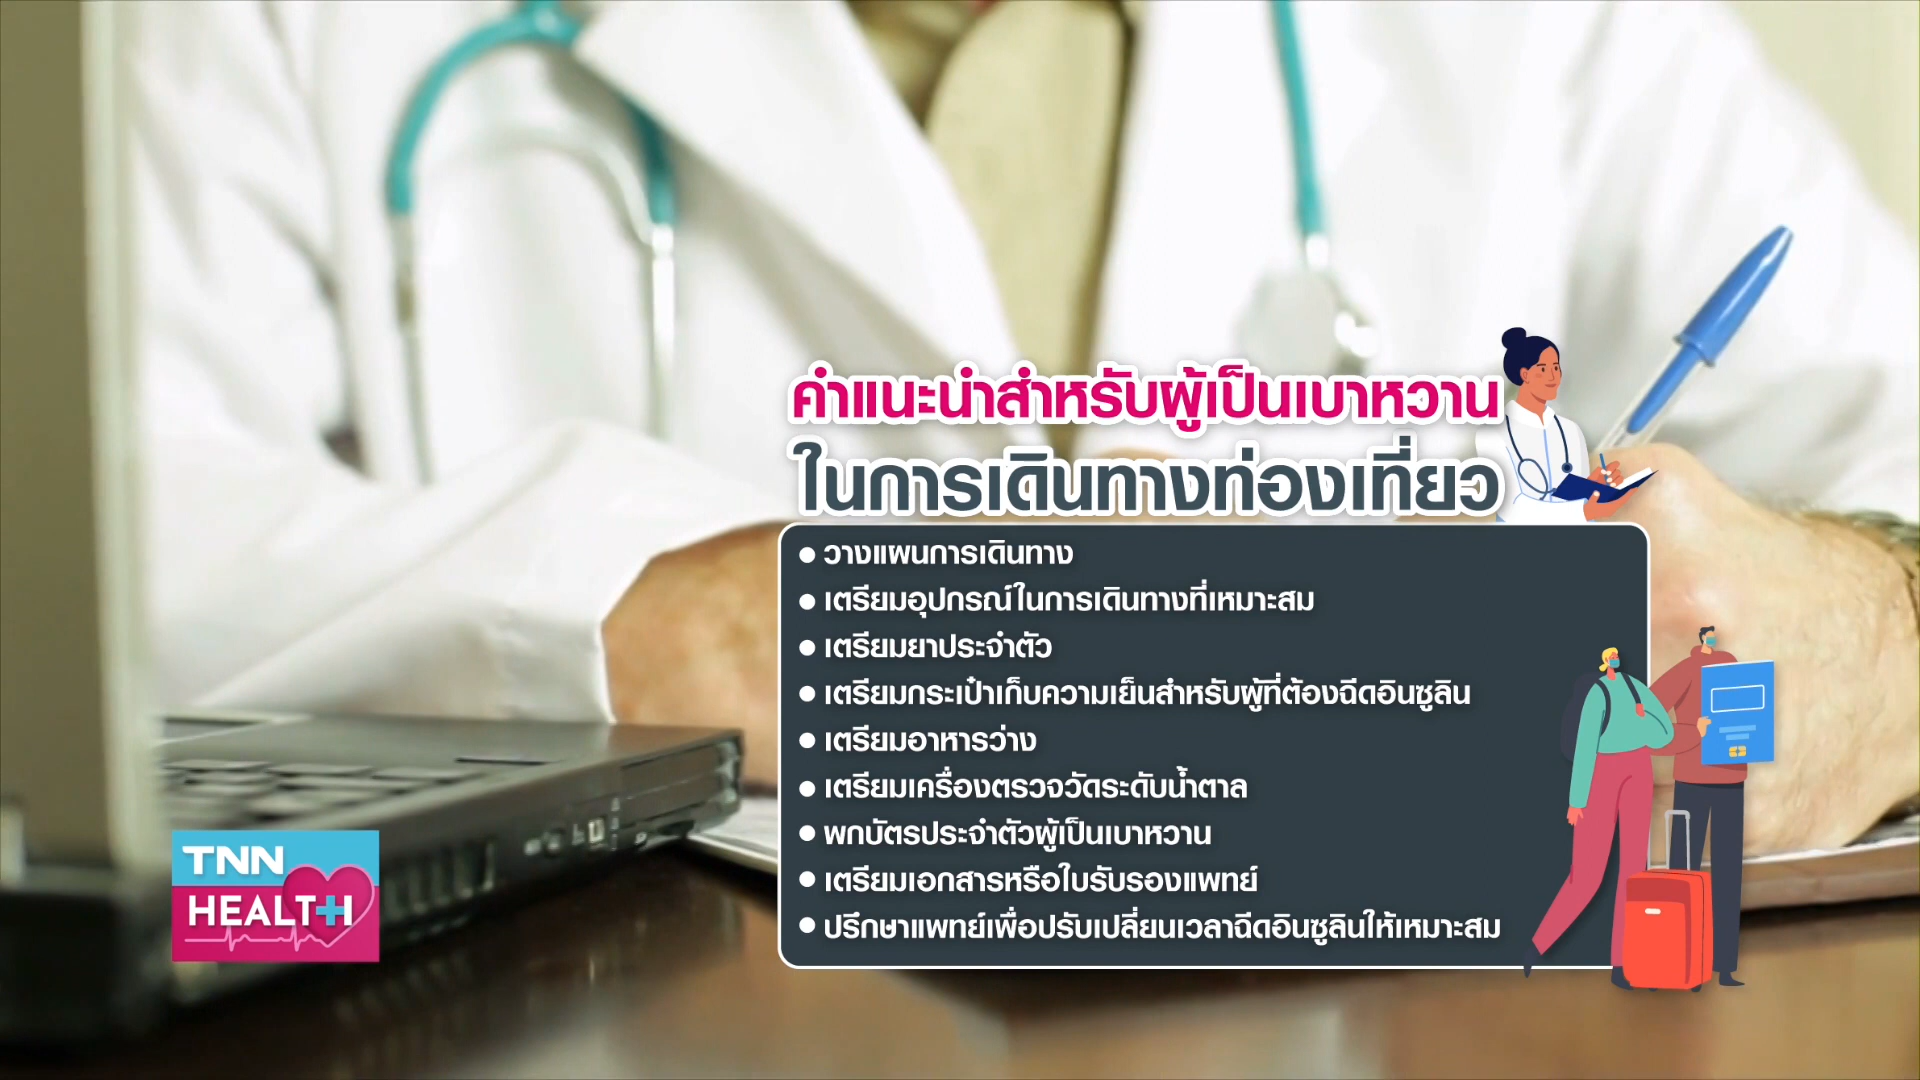 คำแนะนำสำหรับผู้เป็นเบาหวาน
ในการเดินทางท่องเที่ยว
• วางแผนการเดินทาง
• เตรียมอุปกรณ์ในการเดินทางที่เหมาะสม
• เตรียมยาประจำตัว
• เตรียมกระเป๋าเก็บความเย็นสำหรับผู้ที่ต้องฉีดอินซูลิน
• เตรียมอาหารว่าง
• เตรียมเครื่องตรวจวัดระดับน้ำตาล
• พกบัตรประจำตัวผู้เป็นเบาหวาน
• เตรียมเอกสารหรือใบรับรองแพทย์
• ปรึกษาแพทย์เพื่อปรับเปลี่ยนเวลาฉีดอินซูลินให้เหมาะสม
TNN
HEALTH